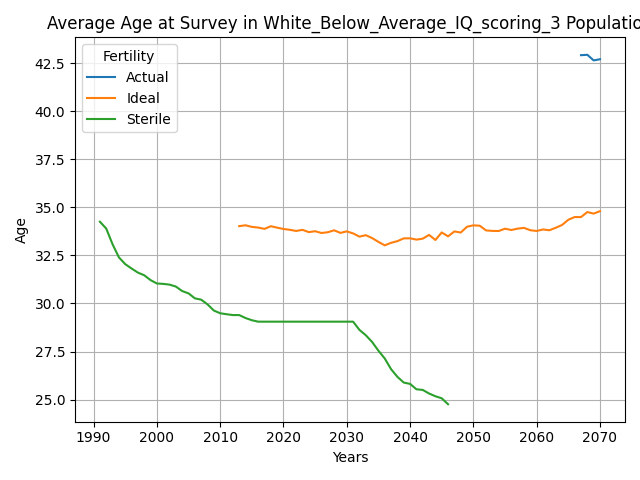 Average Age at Survey in White_Below_Average_IQ_scoring_3 Populatio
Fertility
Actual
Ideal
Sterile
42.5
40.0
37.5
35.0
32.5
30.0
27.5
25.0
Age
1990 2000 2010 2020 2030 2040 2050 2060 2070
Years